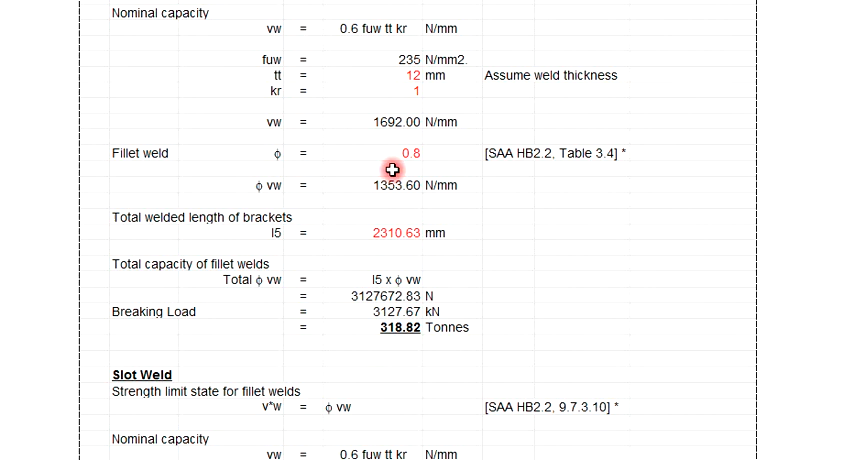 Nominal capacity
vw = 0.6 fuw tt kr N/mm
fuw = 235 N/mm2.
tt = 12 mm Assume weld thickness
kr = 1
vw = 1692.00 N/mm
Fillet weld ϕ = 0.8 [SAA HB2.2, Table 3.4] *
ϕ vw = 1353.60 N/mm
Total welded length of brackets
l5 = 2310.63 mm
Total capacity of fillet welds
Total ϕ vw = l5 x ϕ vw
= 3127672.83 N
Breaking Load = 3127.67 kN
= 318.82 Tonnes
Slot Weld
Strength limit state for fillet welds
v*w = ϕ vw [SAA HB2.2, 9.7.3.10] *
Nominal capacity
vw = 0.6 fuw tt kr N/mm